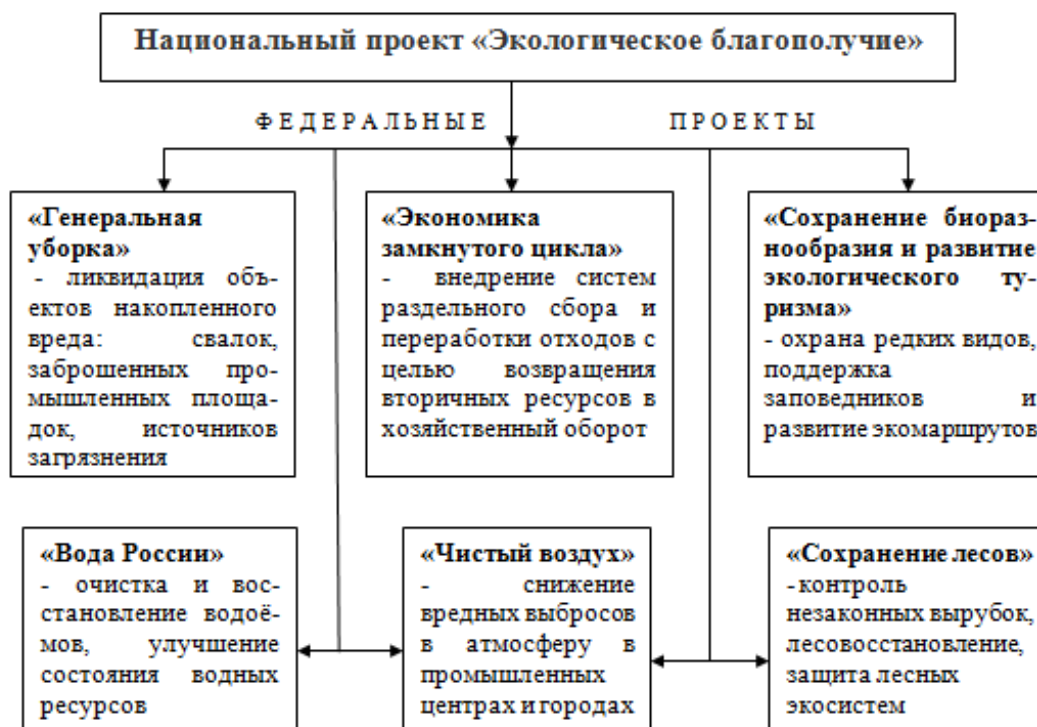 Национальный проект «Экологическое благополучие»
ФЕДЕРАЛЬНЫЕ ПРОЕКТЫ
«Генеральная
уборка»
- ликвидация объ-
ектов накопленного
вреда: свалок,
заброшенных про-
мышленных площа-
док, источников
загрязнения
«Экономика
замкнутого цикла»
- внедрение систем
раздельного сбора и
переработки отходов с
целью возвращения
вторичных ресурсов в
хозяйственный оборот
«Сохранение биораз-
нообразия и развитие
экологического ту-
ризма»
- охрана редких видов,
поддержка
заповедников и
развитие экомаршрутов
«Вода России»
- очистка и вос-
становление водоё-
мов, улучшение
состояния водных
ресурсов
«Чистый воздух»
- снижение
вредных выбросов
в атмосферу в
промышленных
центрах и городах
«Сохранение лесов»
- контроль
незаконных вырубок,
лесовосстановление,
защита лесных
экосистем